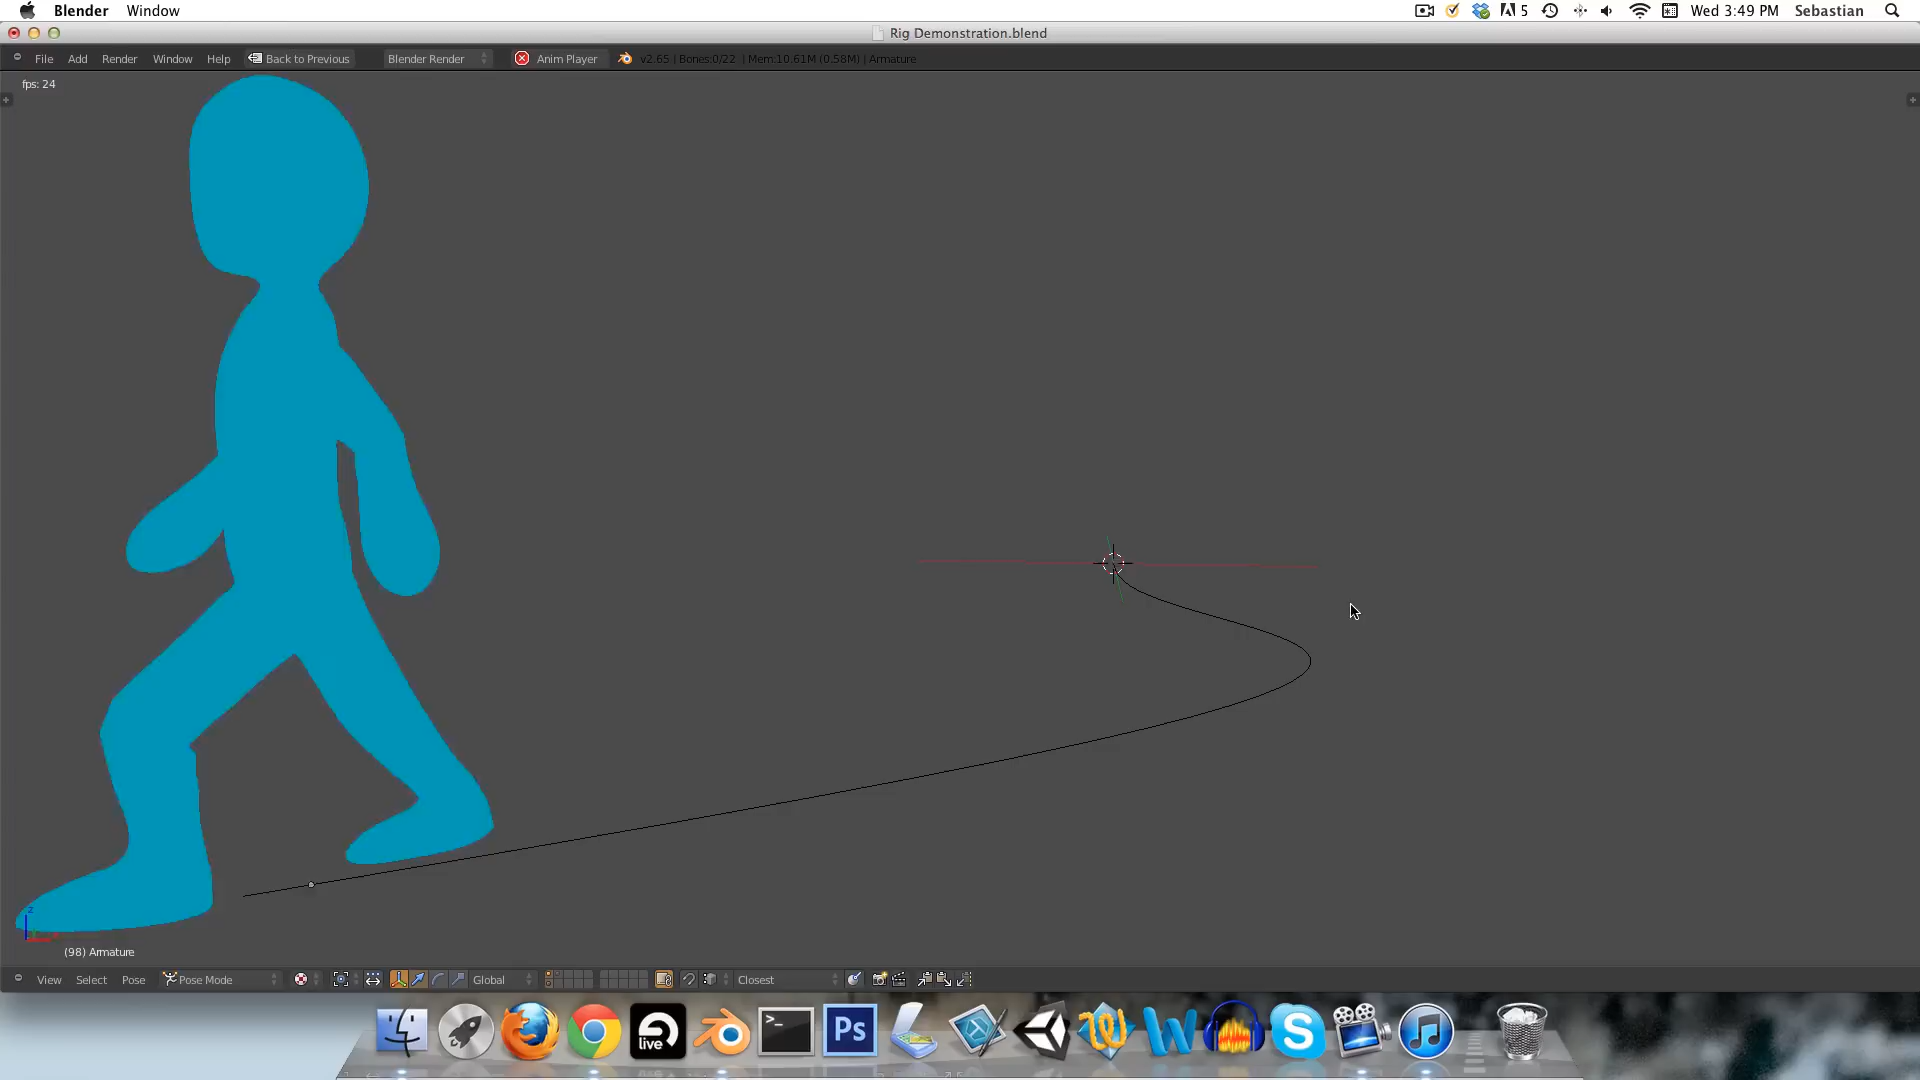 Blender Window 5 Wed 3:49 PM Sebastian
Rig Demonstration.blend
File Add Render Window Help Back to Previous Blender Render Anim Player v2.65 | Bones:0/22 | Mem:10.61M (0.58M) | Armature
fps: 24
z
(98) Armature
View Select Pose Pose Mode Global Closest
live >_ Ps W S